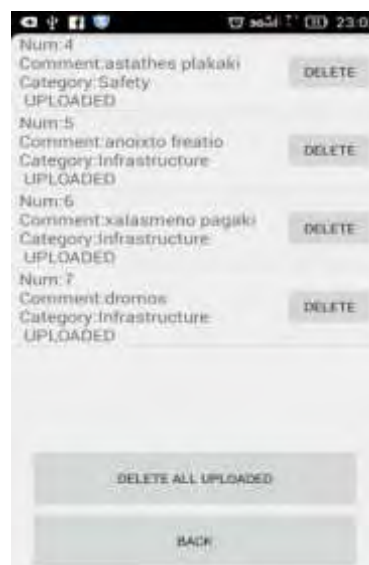 23:0
Num:4
Comment:astathes plakaki
Category:Safety
UPLOADED
DELETE
Num:5
Comment:anoixto freatio
Category:Infrastructure
UPLOADED
DELETE
Num:6
Comment:xalasmeno pagaki
Category:Infrastructure
UPLOADED
DELETE
Num:7
Comment:dromos
Category:Infrastructure
UPLOADED
DELETE
DELETE ALL UPLOADED
BACK